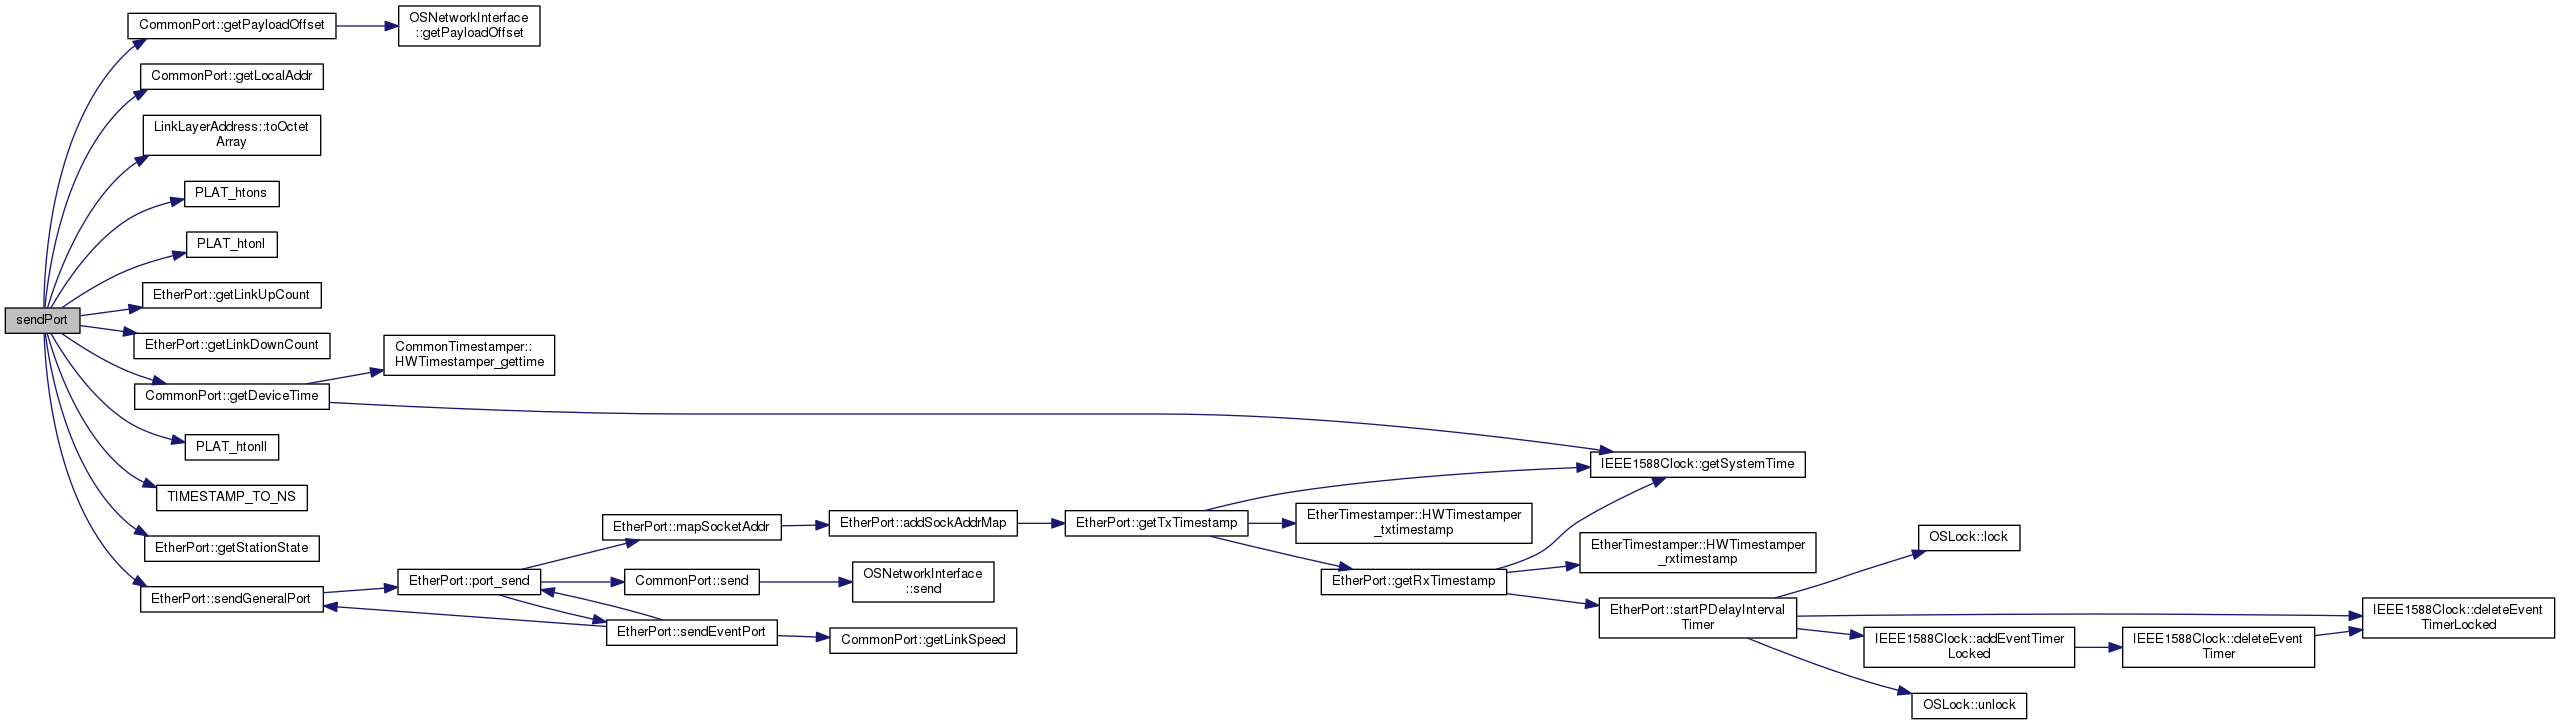 sendPort
CommonPort::getPayloadOffset
OSNetworkInterface
::getPayloadOffset
CommonPort::getLocalAddr
LinkLayerAddress::toOctet
Array
PLAT_htons
PLAT_htonl
EtherPort::getLinkUpCount
EtherPort::getLinkDownCount
CommonPort::getDeviceTime
CommonTimestamper::
HWTimestamper_gettime
PLAT_htonll
TIMESTAMP_TO_NS
EtherPort::getStationState
EtherPort::sendGeneralPort
EtherPort::port_send
EtherPort::mapSocketAddr
CommonPort::send
EtherPort::sendEventPort
EtherPort::addSockAddrMap
OSNetworkInterface
::send
CommonPort::getLinkSpeed
EtherPort::getTxTimestamp
IEEE1588Clock::getSystemTime
EtherTimestamper::HWTimestamper
_txtimestamp
EtherPort::getRxTimestamp
EtherTimestamper::HWTimestamper
_rxtimestamp
EtherPort::startPDelayInterval
Timer
OSLock::lock
IEEE1588Clock::addEventTimer
Locked
OSLock::unlock
IEEE1588Clock::deleteEvent
Timer
IEEE1588Clock::deleteEvent
TimerLocked